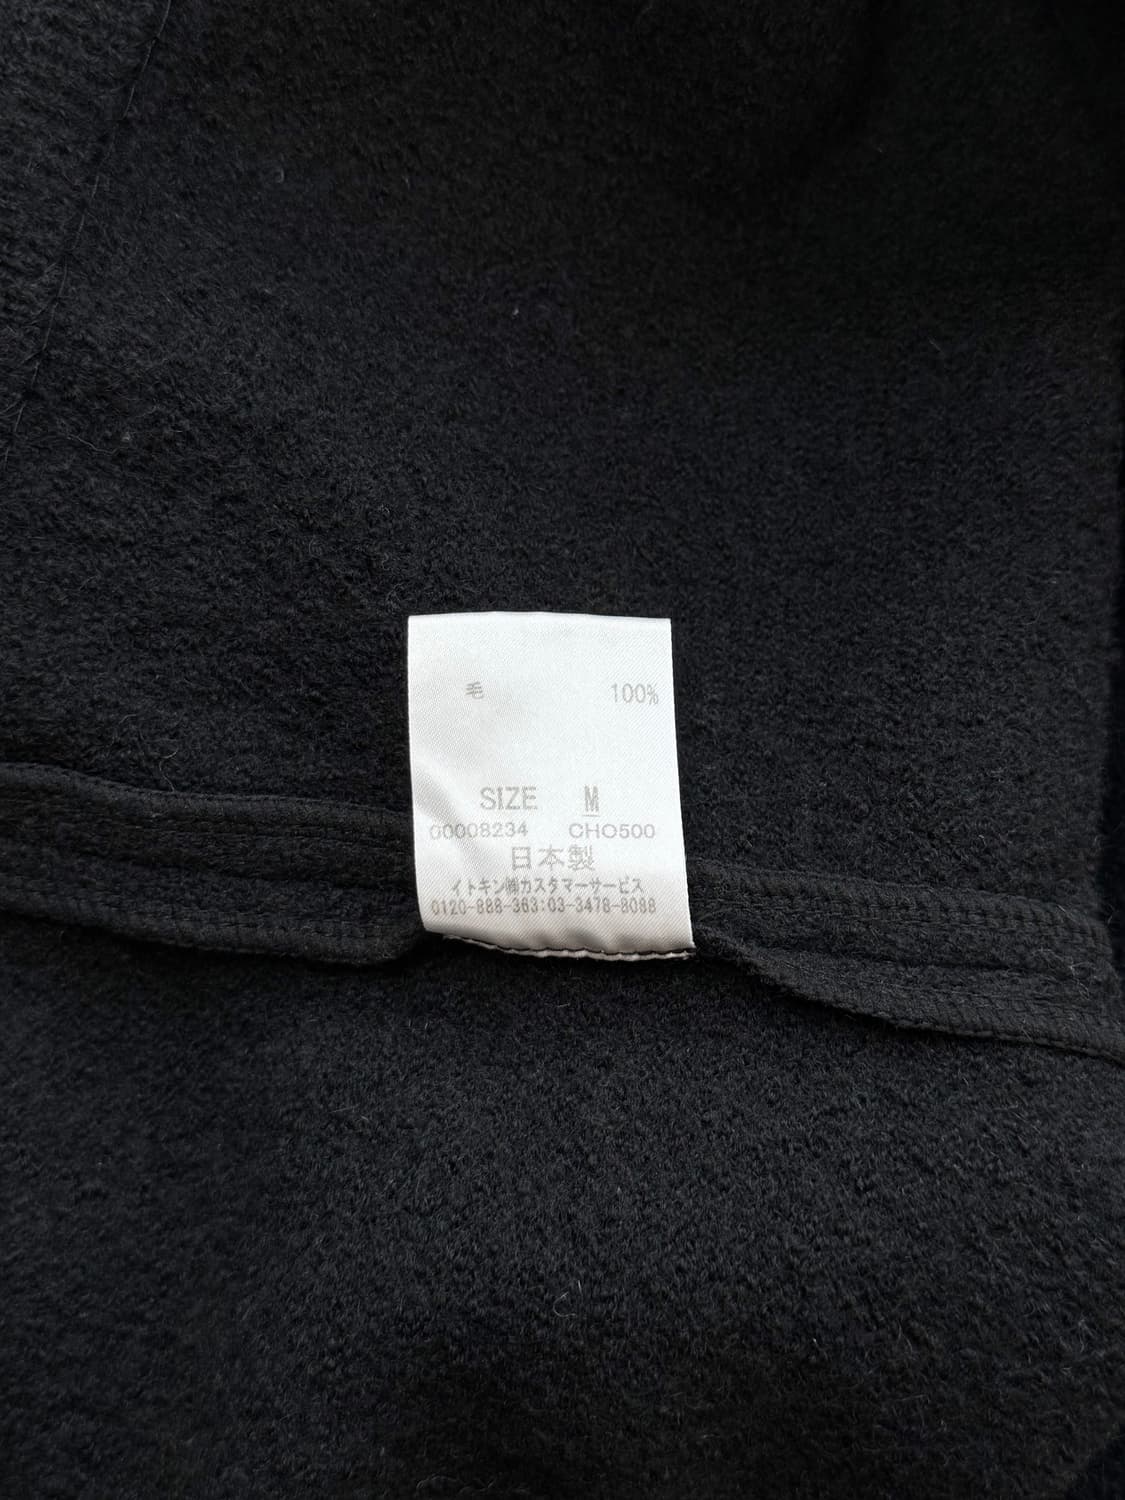 毛 100%
SIZE M
00008234 CHO500
日本製
イトキン㈱カスタマーサービス
0120-888-363:03-3478-8088